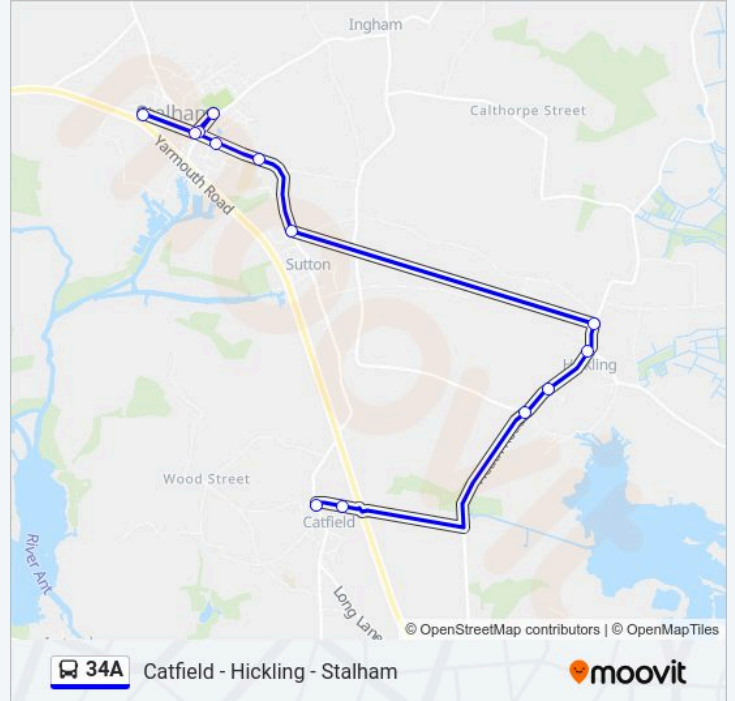 Ingham
Calthorpe Street
Stalham
Yarmouth Road
Sutton
Hickling
Wood Street
Catfield
River Ant
Long Lane
© OpenStreetMap contributors | © OpenMapTiles
34A Catfield - Hickling - Stalham
moovit